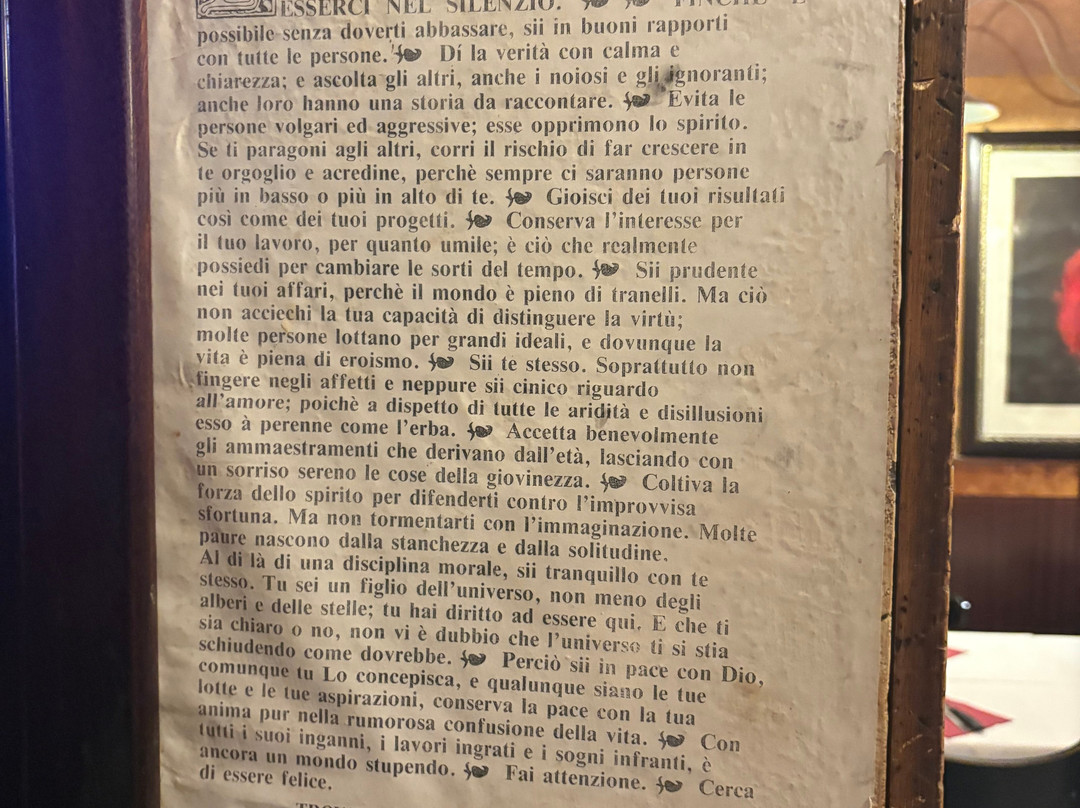 ESSERCI NEL SILENZIO. FINCHÈ È
possibile senza doverti abbassare, sii in buoni rapporti
con tutte le persone. Dí la verità con calma e
chiarezza; e ascolta gli altri, anche i noiosi e gli ignoranti;
anche loro hanno una storia da raccontare. Evita le
persone volgari ed aggressive; esse opprimono lo spirito.
Se ti paragoni agli altri, corri il rischio di far crescere in
te orgoglio e acredine, perchè sempre ci saranno persone
più in basso o più in alto di te. Gioisci dei tuoi risultati
così come dei tuoi progetti. Conserva l'interesse per
il tuo lavoro, per quanto umile; è ciò che realmente
possiedi per cambiare le sorti del tempo. Sii prudente
nei tuoi affari, perchè il mondo è pieno di tranelli. Ma ciò
non acciechi la tua capacità di distinguere la virtù;
molte persone lottano per grandi ideali, e dovunque la
vita è piena di eroismo. Sii te stesso. Soprattutto non
fingere negli affetti e neppure sii cinico riguardo
all'amore; poichè a dispetto di tutte le aridità e disillusioni
esso à perenne come l'erba. Accetta benevolmente
gli ammaestramenti che derivano dall'età, lasciando con
un sorriso sereno le cose della giovinezza. Coltiva la
forza dello spirito per difenderti contro l'improvvisa
sfortuna. Ma non tormentarti con l'immaginazione. Molte
paure nascono dalla stanchezza e dalla solitudine.
Al di là di una disciplina morale, sii tranquillo con te
stesso. Tu sei un figlio dell'universo, non meno degli
alberi e delle stelle; tu hai diritto ad essere qui. E che ti
sia chiaro o no, non vi è dubbio che l'universo ti si stia
schiudendo come dovrebbe. Perciò sii in pace con Dio,
comunque tu Lo concepisca, e qualunque siano le tue
lotte e le tue aspirazioni, conserva la pace con la tua
anima pur nella rumorosa confusione della vita. Con
tutti i suoi inganni, i lavori ingrati e i sogni infranti, è
ancora un mondo stupendo. Fai attenzione. Cerca
di essere felice.